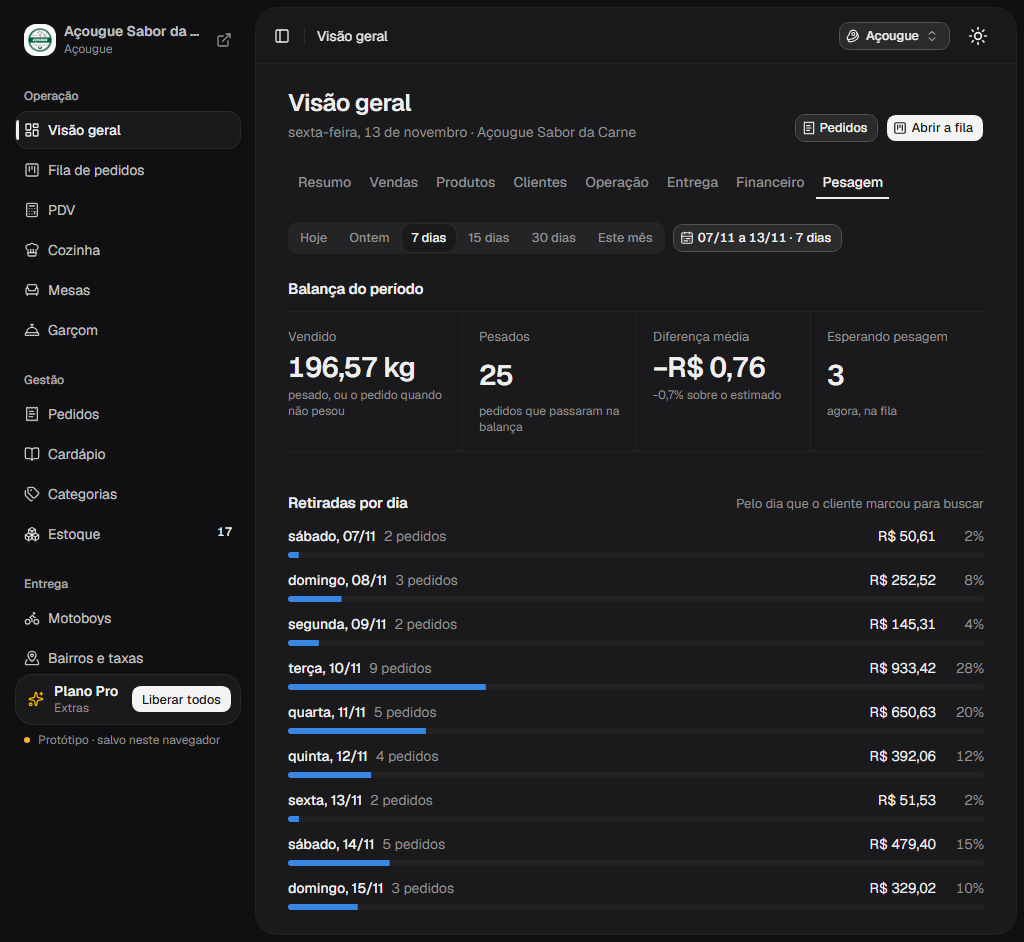 Açougue Sabor da ...
Açougue
Operação
Visão geral
Fila de pedidos
PDV
Cozinha
Mesas
Garçom
Gestão
Pedidos
Cardápio
Categorias
Estoque 17
Entrega
Motoboys
Bairros e taxas
Plano Pro
Extras
Liberar todos
Protótipo · salvo neste navegador
Visão geral
Açougue
Visão geral
sexta-feira, 13 de novembro · Açougue Sabor da Carne
Pedidos
Abrir a fila
Resumo Vendas Produtos Clientes Operação Entrega Financeiro Pesagem
Hoje Ontem 7 dias 15 dias 30 dias Este mês 07/11 a 13/11 · 7 dias
Balança do período
Vendido
196,57 kg
pesado, ou o pedido quando
não pesou
Pesados
25
pedidos que passaram na
balança
Diferença média
−R$ 0,76
-0,7% sobre o estimado
Esperando pesagem
3
agora, na fila
Retiradas por dia
Pelo dia que o cliente marcou para buscar
sábado, 07/11 2 pedidos R$ 50,61 2%
domingo, 08/11 3 pedidos R$ 252,52 8%
segunda, 09/11 2 pedidos R$ 145,31 4%
terça, 10/11 9 pedidos R$ 933,42 28%
quarta, 11/11 5 pedidos R$ 650,63 20%
quinta, 12/11 4 pedidos R$ 392,06 12%
sexta, 13/11 2 pedidos R$ 51,53 2%
sábado, 14/11 5 pedidos R$ 479,40 15%
domingo, 15/11 3 pedidos R$ 329,02 10%